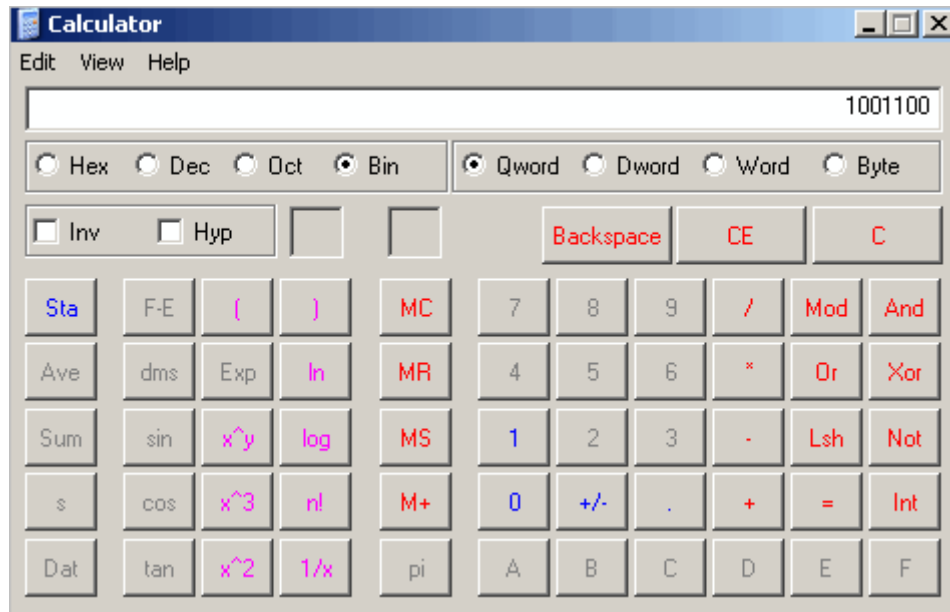 Calculator
Edit View Help
1001100
Hex Dec Oct Bin Qword Dword Word Byte
Inv Hyp Backspace CE C
Sta F-E ( ) MC 7 8 9 / Mod And
Ave dms Exp ln MR 4 5 6 * Or Xor
Sum sin x^y log MS 1 2 3 - Lsh Not
s cos x^3 n! M+ 0 +/- . + = Int
Dat tan x^2 1/x pi A B C D E F